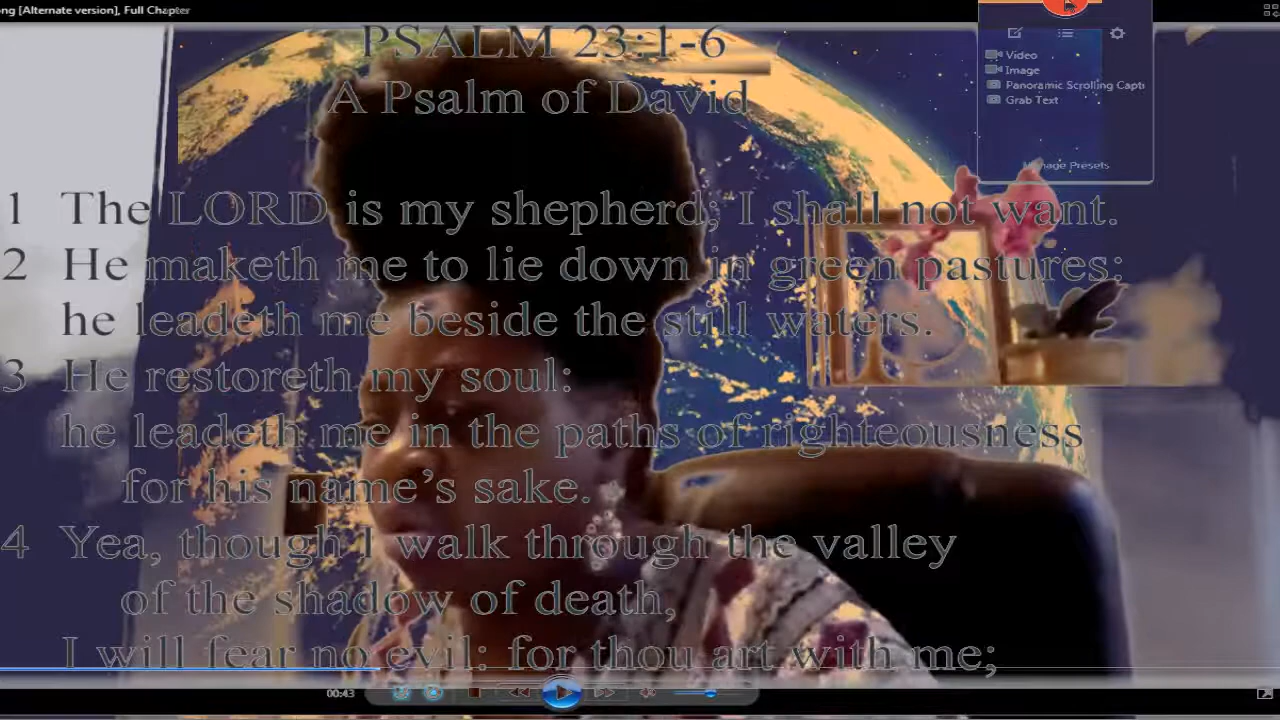 ng [Alternate version], Full Chapter
PSALM 23:1-6
A Psalm of David
Video
Image
Panoramic Scrolling Captu
Grab Text
Manage Presets
1 The LORD is my shepherd; I shall not want.
2 He maketh me to lie down in green pastures:
he leadeth me beside the still waters.
3 He restoreth my soul:
he leadeth me in the paths of righteousness
for his name’s sake.
4 Yea, though I walk through the valley
of the shadow of death,
I will fear no evil: for thou art with me;
00:43